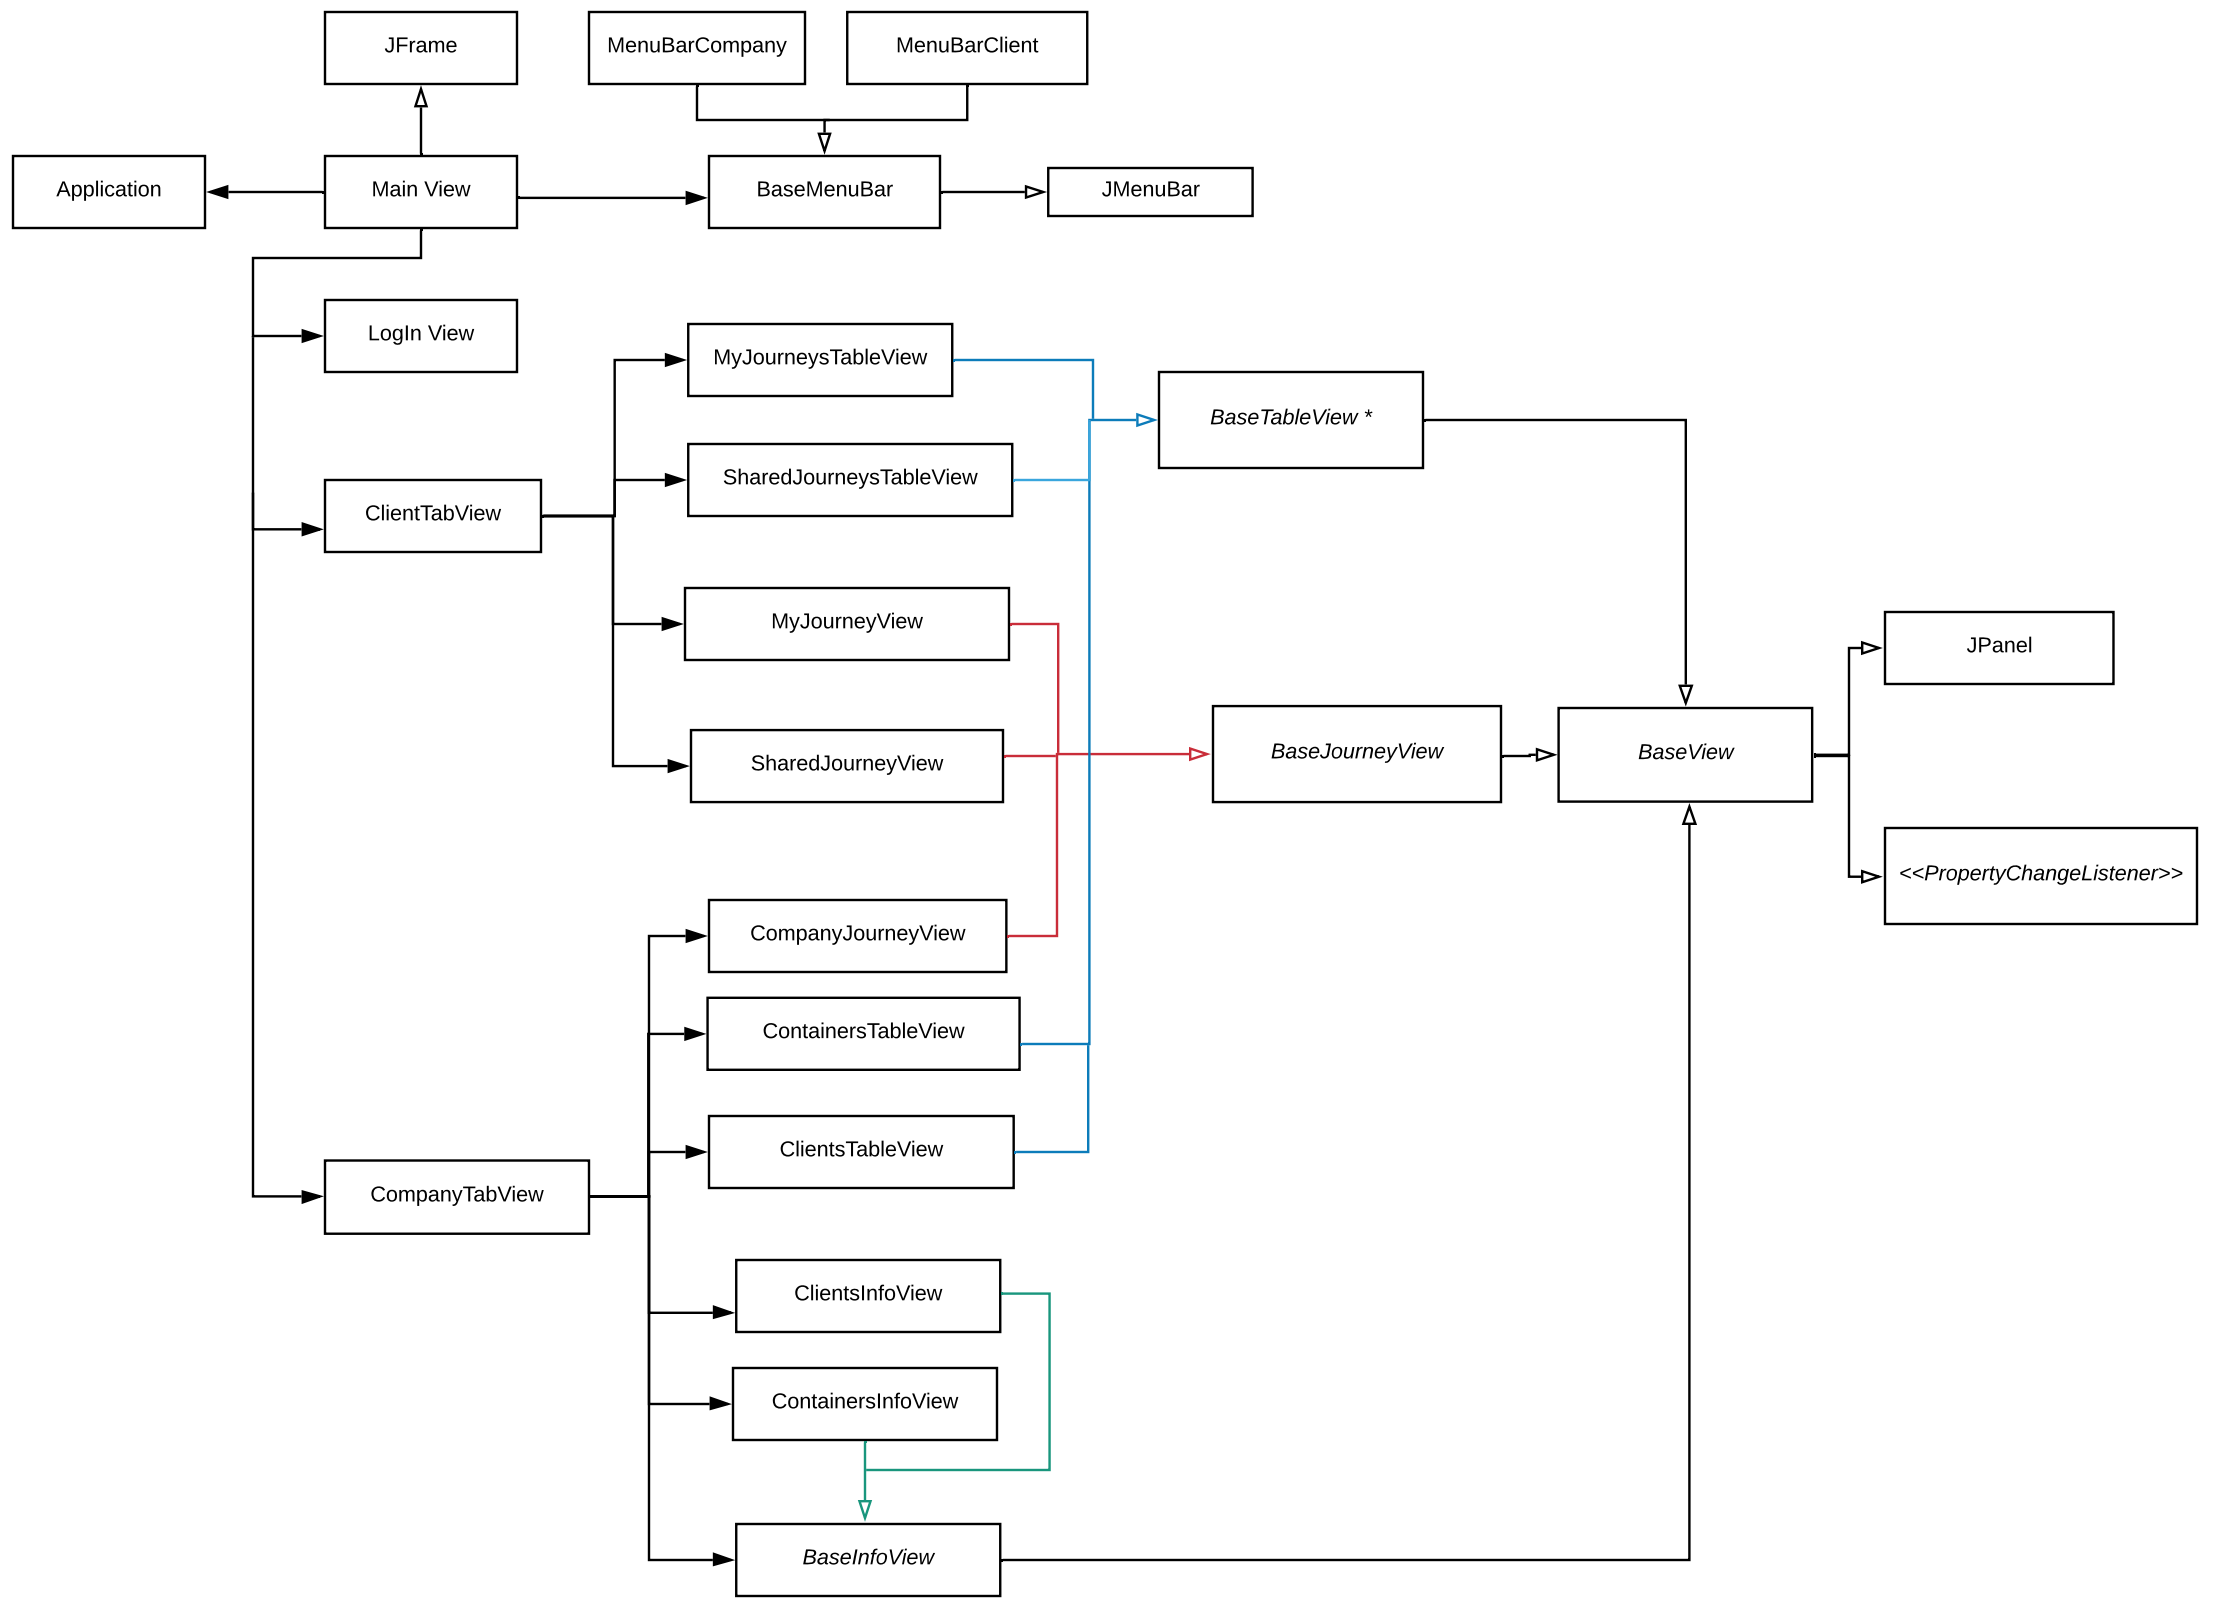 JFrame
MenuBarCompany
MenuBarClient
Application
Main View
BaseMenuBar
JMenuBar
LogIn View
MyJourneysTableView
BaseTableView *
SharedJourneysTableView
ClientTabView
MyJourneyView
JPanel
SharedJourneyView
BaseJourneyView
BaseView
<<PropertyChangeListener>>
CompanyJourneyView
ContainersTableView
ClientsTableView
CompanyTabView
ClientsInfoView
ContainersInfoView
BaseInfoView